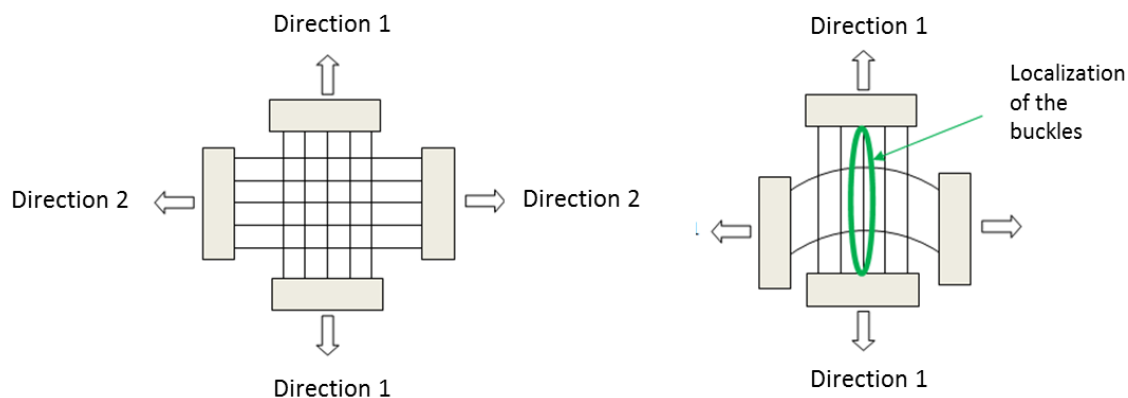 Direction 1
Direction 1
Localization
of the
buckles
Direction 2
Direction 2
Direction 1
Direction 1